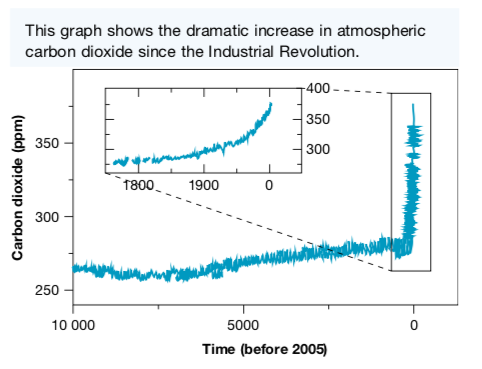 This graph shows the dramatic increase in atmospheric
carbon dioxide since the Industrial Revolution.
400
350
300
1800 1900 0
Carbon dioxide (ppm)
350
300
250
10 000 5000 0
Time (before 2005)